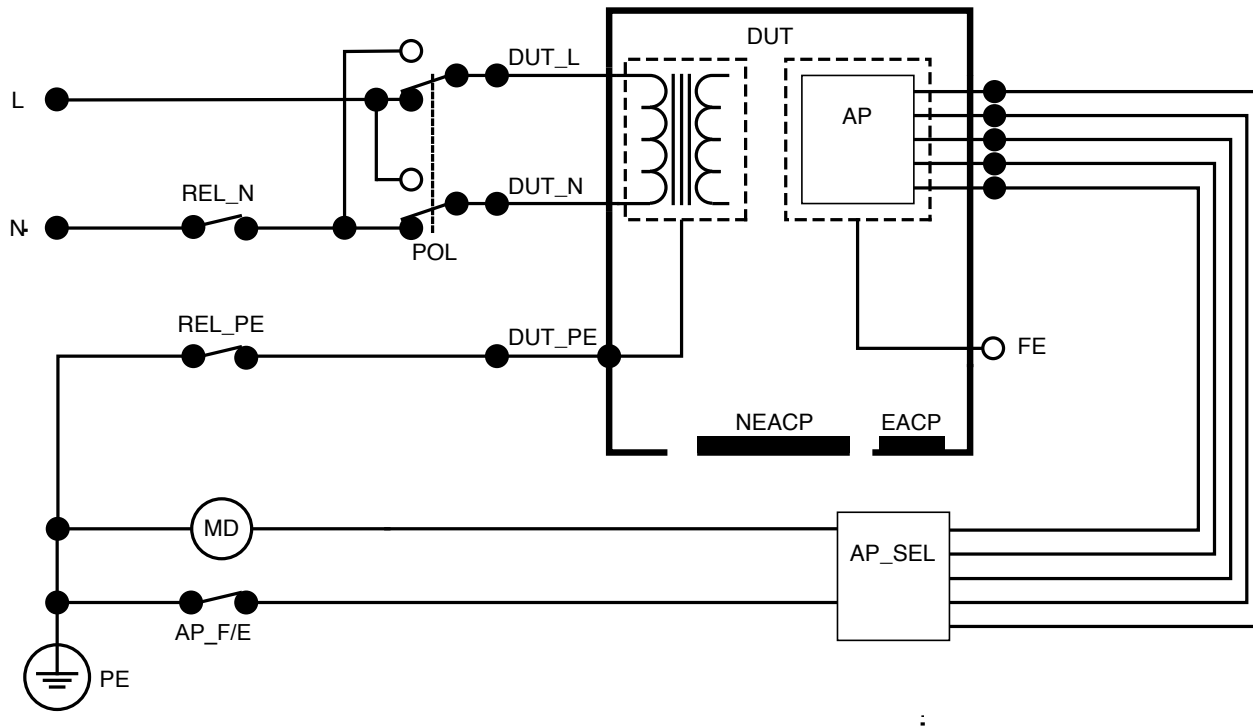 DUT
DUT_L
L
AP
REL_N
DUT_N
N
POL
REL_PE
DUT_PE
FE
NEACP
EACP
MD
AP_SEL
AP_F/E
PE